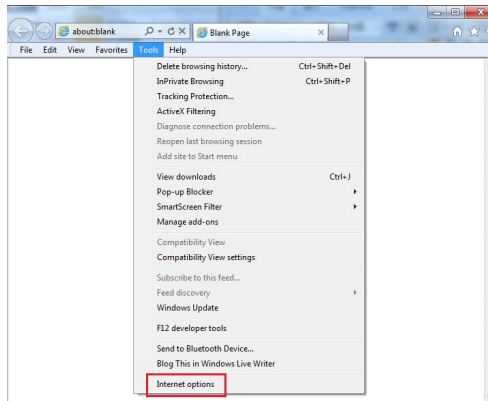 about:blank
Blank Page
File Edit View Favorites Tools Help
Delete browsing history... Ctrl+Shift+Del
InPrivate Browsing Ctrl+Shift+P
Tracking Protection...
ActiveX Filtering
Diagnose connection problems...
Reopen last browsing session
Add site to Start menu
View downloads Ctrl+J
Pop-up Blocker
SmartScreen Filter
Manage add-ons
Compatibility View
Compatibility View settings
Subscribe to this feed...
Feed discovery
Windows Update
F12 developer tools
Send to Bluetooth Device...
Blog This in Windows Live Writer
Internet options